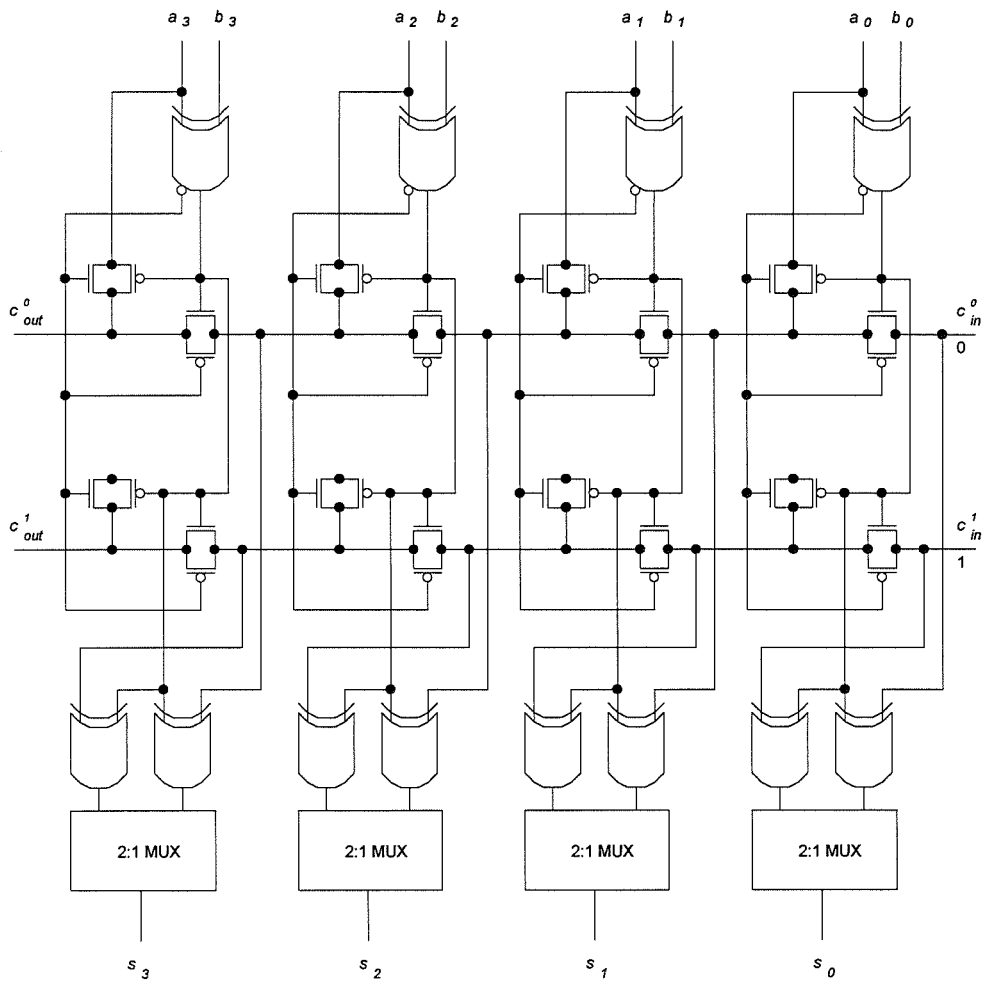 a 3 b 3 a 2 b 2 a 1 b 1 a 0 b 0
c 0 out c 0 in
0
c 1 out c 1 in
1
2:1 MUX 2:1 MUX 2:1 MUX 2:1 MUX
s 3 s 2 s 1 s 0